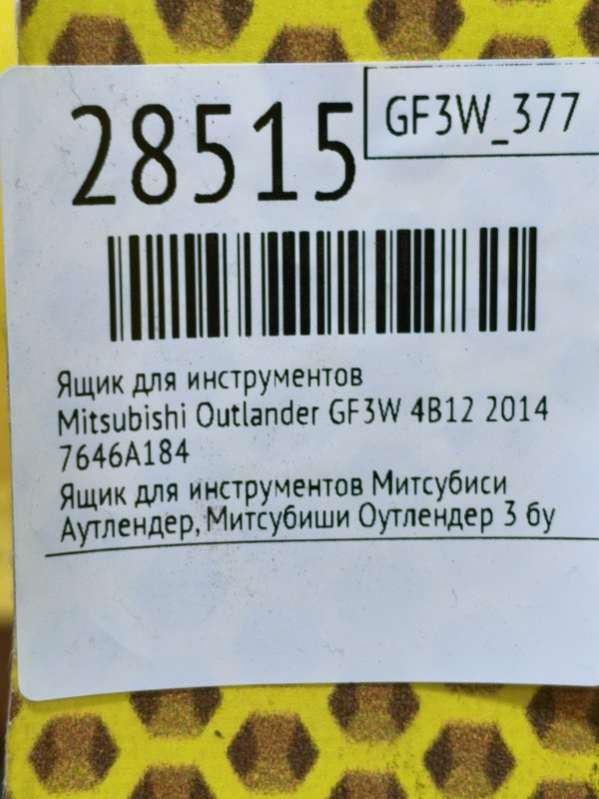 28515
GF3W_377
Ящик для инструментов
Mitsubishi Outlander GF3W 4B12 2014
7646A184
Ящик для инструментов Митсубиси
Аутлендер, Митсубиши Оутлендер 3 бу